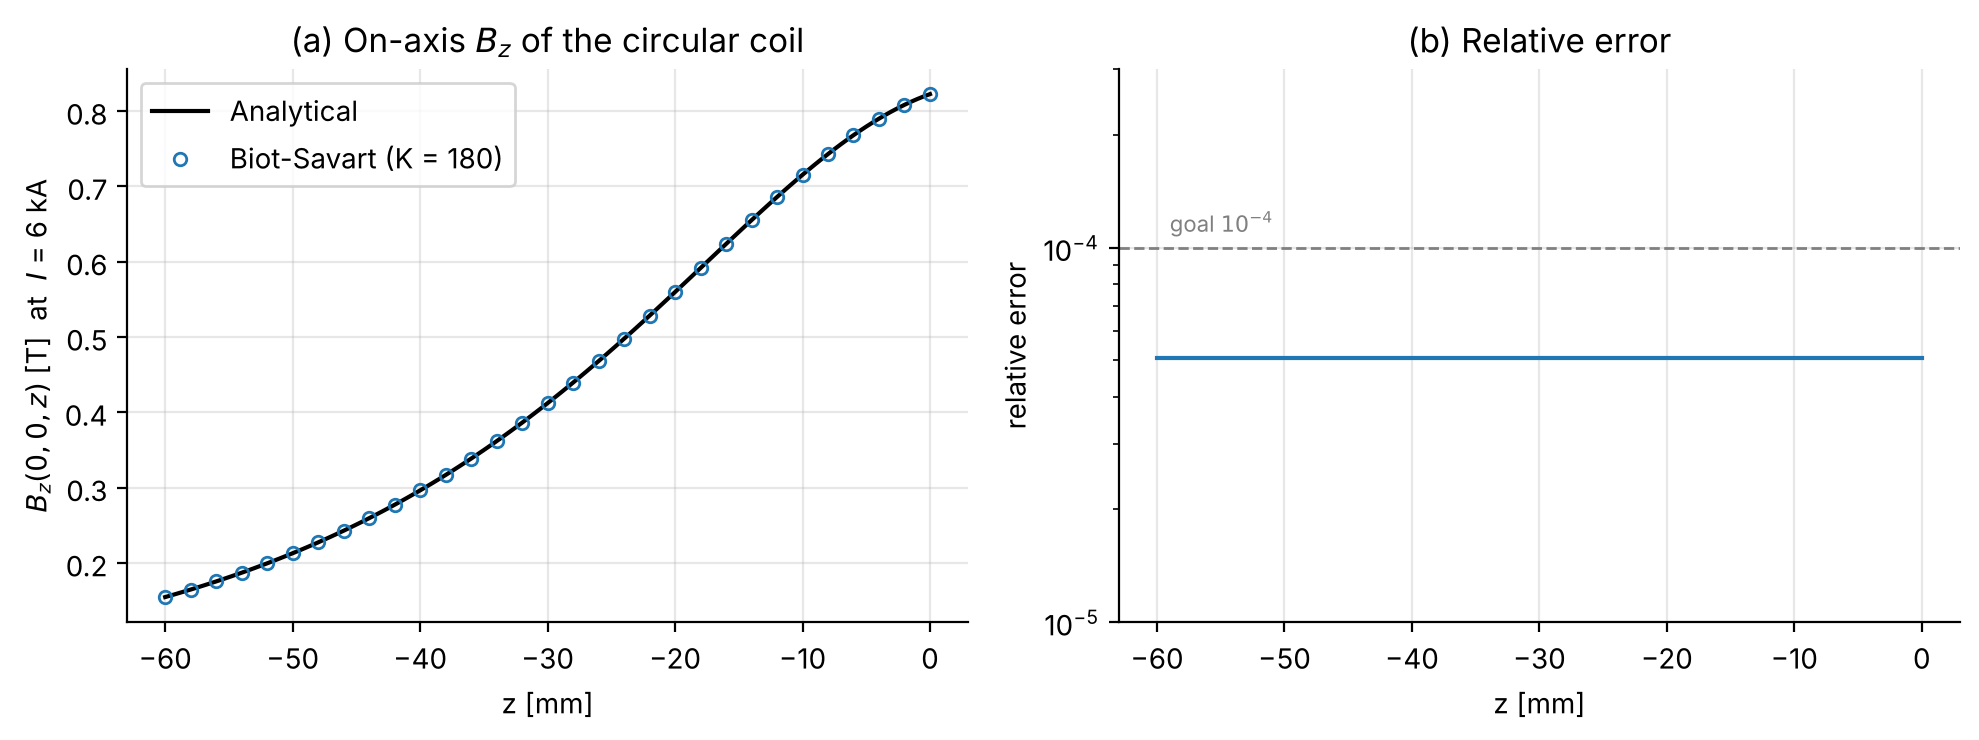 (a) On-axis B_z of the circular coil
Analytical
Biot-Savart (K = 180)
B_z(0, 0, z) [T] at I = 6 kA
0.8
0.7
0.6
0.5
0.4
0.3
0.2
−60 −50 −40 −30 −20 −10 0
z [mm]
(b) Relative error
goal 10⁻⁴
relative error
10⁻⁴
10⁻⁵
−60 −50 −40 −30 −20 −10 0
z [mm]